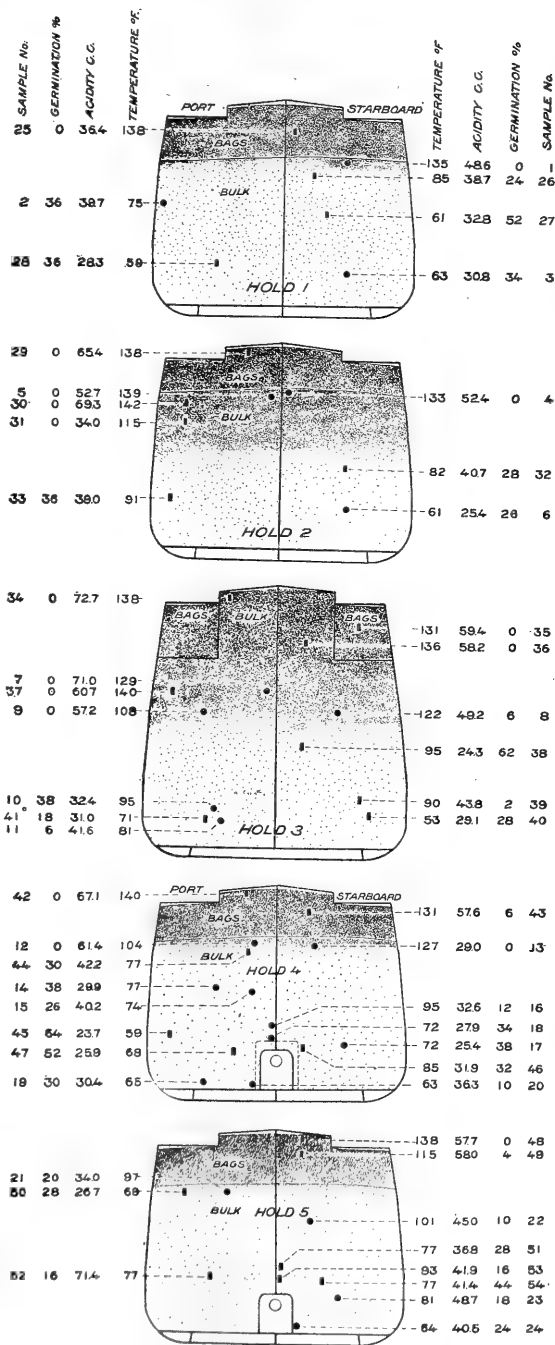 SAMPLE No. GERMINATION % ACIDITY C.C. TEMPERATURE °F.
TEMPERATURE °F ACIDITY C.C. GERMINATION % SAMPLE No.
PORT STARBOARD
25 0 36.4 138
BAGS
135 48.6 0 1
85 38.7 24 26
BULK
2 36 38.7 75
61 32.8 52 27
28 36 28.3 59
63 30.8 34 3
HOLD 1
29 0 65.4 138
BAGS
5 0 52.7 139
133 52.4 0 4
30 0 69.3 142
31 0 34.0 115
BULK
82 40.7 28 32
33 36 38.0 91
61 25.4 26 6
HOLD 2
34 0 72.7 138
BAGS BULK BAGS
131 59.4 0 35
136 58.2 0 36
7 0 71.0 129
37 0 60.7 140
9 0 57.2 108
122 49.2 6 8
95 24.3 62 38
10 38 32.4 95
90 43.8 2 39
41 18 31.0 71
53 29.1 28 40
11 6 41.6 81
HOLD 3
PORT STARBOARD
42 0 67.1 140
131 57.6 6 43
BAGS
12 0 61.4 104
127 29.0 0 13
44 30 42.2 77
BULK
HOLD 4
14 38 29.9 77
15 26 40.2 74
95 32.6 12 16
45 64 23.7 59
72 27.9 34 18
72 25.4 38 17
47 52 25.9 69
85 31.9 32 46
19 30 30.4 65
63 36.3 10 20
138 57.7 0 48
115 58.0 4 49
BAGS
21 20 34.0 97
50 28 26.7 68
BULK HOLD 5
101 45.0 10 22
77 36.8 28 51
52 16 71.4 77
93 41.9 16 53
77 41.4 44 54
81 48.7 18 23
64 40.5 24 24